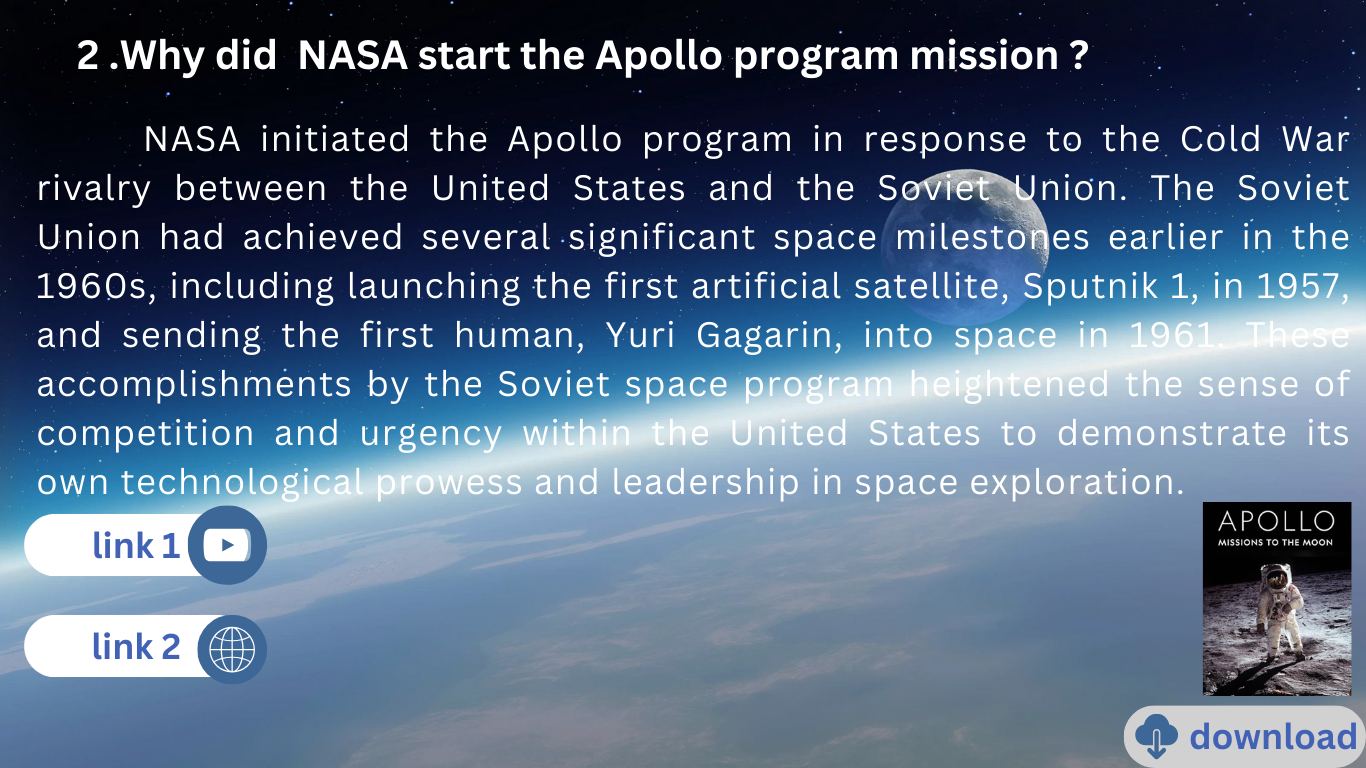 2 .Why did NASA start the Apollo program mission ?
NASA initiated the Apollo program in response to the Cold War
rivalry between the United States and the Soviet Union. The Soviet
Union had achieved several significant space milestones earlier in the
1960s, including launching the first artificial satellite, Sputnik 1, in 1957,
and sending the first human, Yuri Gagarin, into space in 1961. These
accomplishments by the Soviet space program heightened the sense of
competition and urgency within the United States to demonstrate its
own technological prowess and leadership in space exploration.
link 1
link 2
APOLLO
MISSIONS TO THE MOON
download